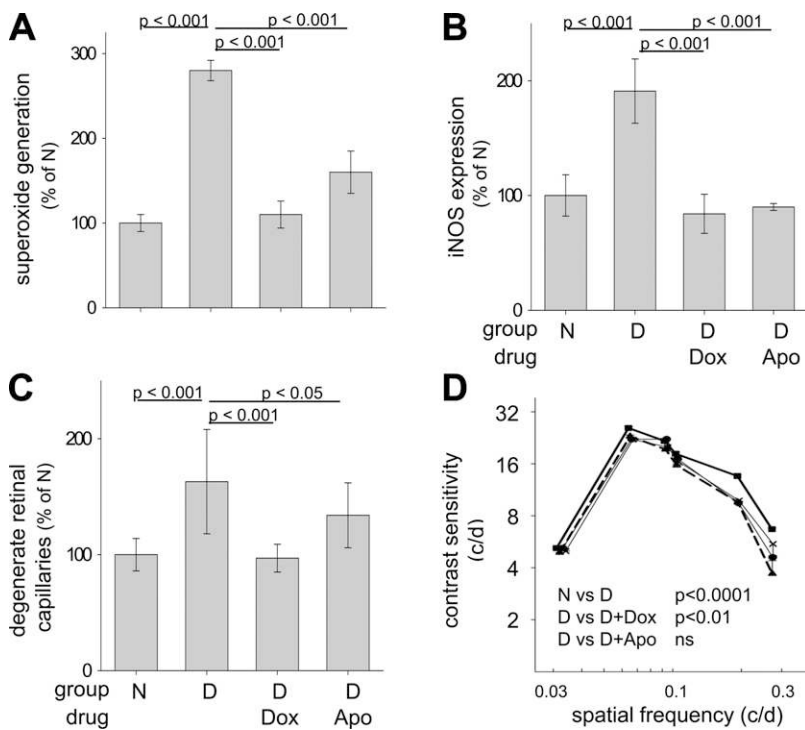 A
p < 0.001
p < 0.001
p < 0.001
superoxide generation
(% of N)
300
200
100
0
B
p < 0.001
p < 0.001
p < 0.001
iNOS expression
(% of N)
200
100
0
group N D D D
drug Dox Apo
C
p < 0.001
p < 0.05
p < 0.001
degenerate retinal
capillaries (% of N)
200
100
0
group N D D D
drug Dox Apo
D
contrast sensitivity
(c/d)
32
16
8
4
2
N vs D p<0.0001
D vs D+Dox p<0.01
D vs D+Apo ns
0.03 0.1 0.3
spatial frequency (c/d)